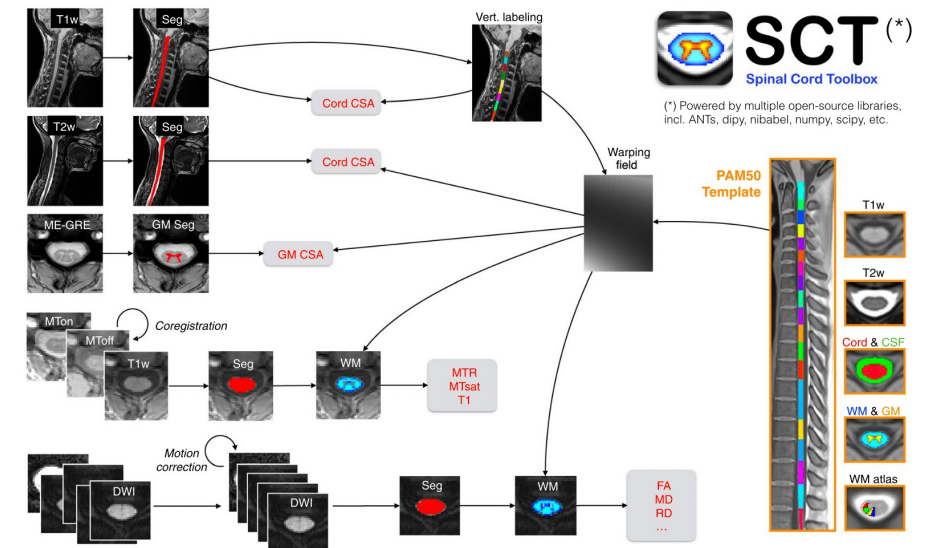 T1w
Seg
Vert. labeling
SCT (*)
Spinal Cord Toolbox
Cord CSA
(*) Powered by multiple open-source libraries,
incl. ANTs, dipy, nibabel, numpy, scipy, etc.
T2w
Seg
Cord CSA
Warping
field
PAM50
Template
T1w
ME-GRE
GM Seg
GM CSA
T2w
MTon
MToff
T1w
Coregistration
Seg
WM
MTR
MTsat
T1
Cord & CSF
WM & GM
Motion
correction
DWI
DWI
Seg
WM
FA
MD
RD
...
WM atlas